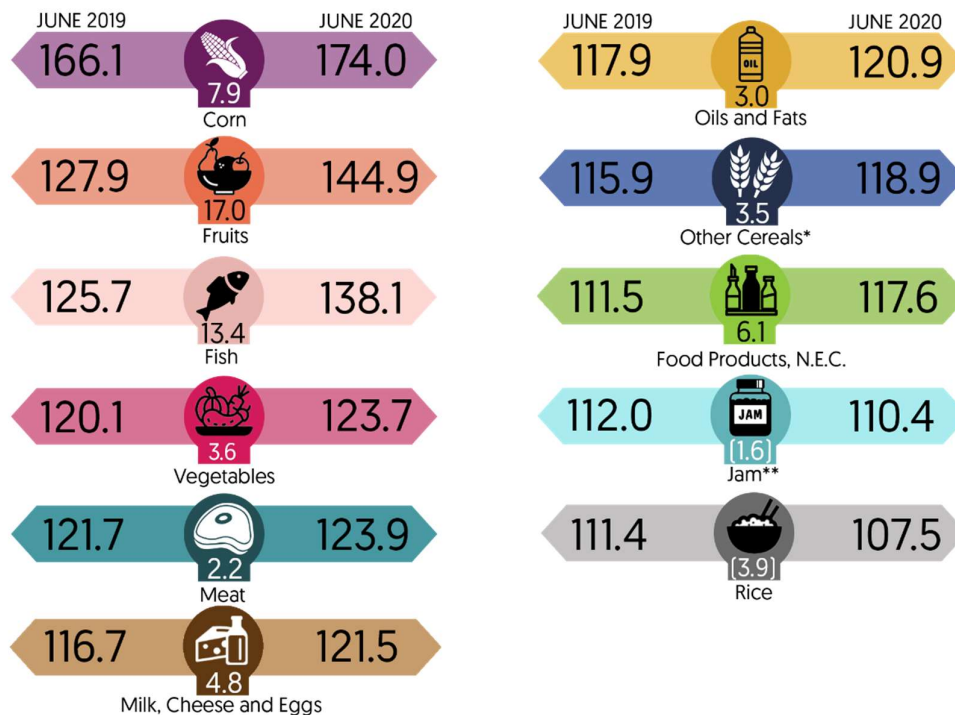 JUNE 2019 JUNE 2020
166.1 174.0
7.9
Corn
127.9 144.9
17.0
Fruits
125.7 138.1
13.4
Fish
120.1 123.7
3.6
Vegetables
121.7 123.9
2.2
Meat
116.7 121.5
4.8
Milk, Cheese and Eggs
JUNE 2019 JUNE 2020
117.9 OIL 120.9
3.0
Oils and Fats
115.9 118.9
3.5
Other Cereals*
111.5 117.6
6.1
Food Products, N.E.C.
112.0 JAM 110.4
(1.6)
Jam**
111.4 107.5
(3.9)
Rice